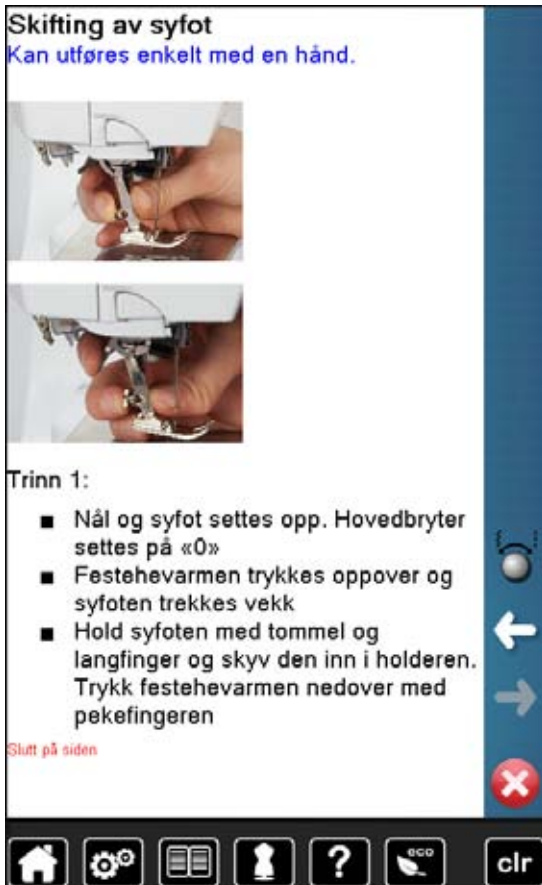 Skifting av syfot
Kan utføres enkelt med en hånd.
Trinn 1:
■ Nål og syfot settes opp. Hovedbryter
settes på «0»
■ Festehevarmen trykkes oppover og
syfoten trekkes vekk
■ Hold syfoten med tommel og
langfinger og skyv den inn i holderen.
Trykk festehevarmen nedover med
pekefingeren
Slutt på siden
?
eco
clr